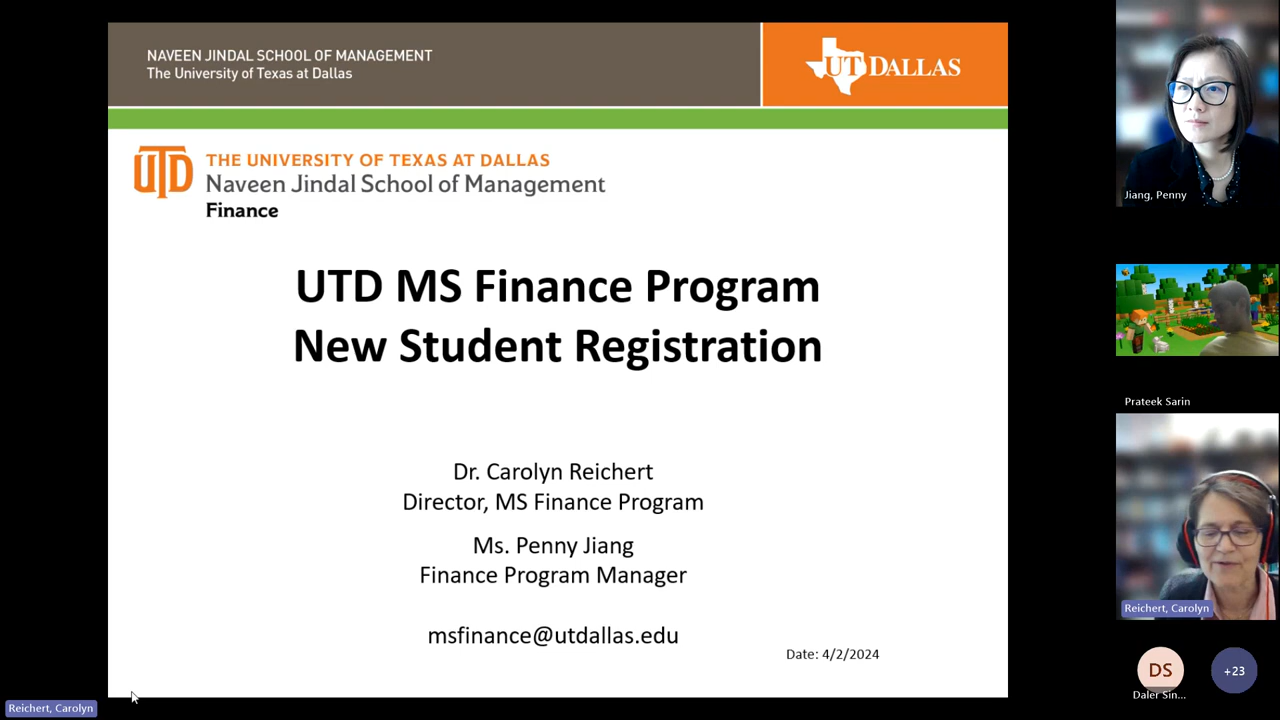 NAVEEN JINDAL SCHOOL OF MANAGEMENT
The University of Texas at Dallas
UT DALLAS
UTD
THE UNIVERSITY OF TEXAS AT DALLAS
Naveen Jindal School of Management
Finance
UTD MS Finance Program
New Student Registration
Dr. Carolyn Reichert
Director, MS Finance Program
Ms. Penny Jiang
Finance Program Manager
msfinance@utdallas.edu
Date: 4/2/2024
Reichert, Carolyn
Jiang, Penny
Prateek Sarin
Reichert, Carolyn
DS
+23
Daler Sin...